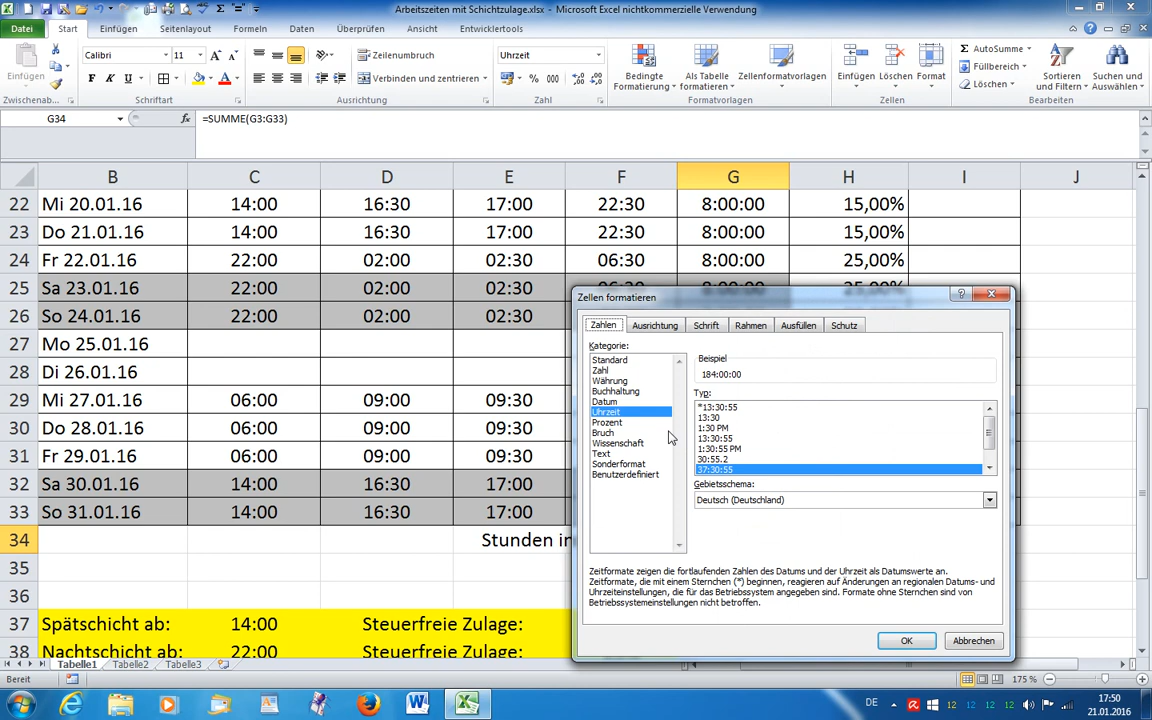 Arbeitszeiten mit Schichtzulage.xlsx - Microsoft Excel nichtkommerzielle Verwendung
Datei Start Einfügen Seitenlayout Formeln Daten Überprüfen Ansicht Entwicklertools
Einfügen
Calibri 11
F K U
Zeilenumbruch
Verbinden und zentrieren
Uhrzeit
% 000
Bedingte Formatierung
Als Tabelle formatieren
Zellenformatvorlagen
Einfügen Löschen Format
AutoSumme
Füllbereich
Löschen
Sortieren und Filtern
Suchen und Auswählen
Zwischenab... Schriftart Ausrichtung Zahl Formatvorlagen Zellen Bearbeiten
G34 fx =SUMME(G3:G33)
B C D E F G H I J
22 Mi 20.01.16 14:00 16:30 17:00 22:30 8:00:00 15,00%
23 Do 21.01.16 14:00 16:30 17:00 22:30 8:00:00 15,00%
24 Fr 22.01.16 22:00 02:00 02:30 06:30 8:00:00 25,00%
25 Sa 23.01.16 22:00 02:00 02:30 06:30 8:00:00 25,00%
26 So 24.01.16 22:00 02:00 02:30
27 Mo 25.01.16
28 Di 26.01.16
29 Mi 27.01.16 06:00 09:00 09:30
30 Do 28.01.16 06:00 09:00 09:30
31 Fr 29.01.16 06:00 09:00 09:30
32 Sa 30.01.16 14:00 16:30 17:00
33 So 31.01.16 14:00 16:30 17:00
34 Stunden in
35
36
37 Spätschicht ab: 14:00 Steuerfreie Zulage:
38 Nachtschicht ab: 22:00 Steuerfreie Zulage:
Zellen formatieren
Zahlen Ausrichtung Schrift Rahmen Ausfüllen Schutz
Kategorie:
Standard
Zahl
Währung
Buchhaltung
Datum
Uhrzeit
Prozent
Bruch
Wissenschaft
Text
Sonderformat
Benutzerdefiniert
Beispiel
184:00:00
Typ:
*13:30:55
13:30
1:30 PM
13:30:55
1:30:55 PM
30:55.2
37:30:55
Gebietsschema:
Deutsch (Deutschland)
Zeitformate zeigen die fortlaufenden Zahlen des Datums und der Uhrzeit als Datumswerte an.
Zeitformate, die mit einem Sternchen (*) beginnen, reagieren auf Änderungen an regionalen Datums- und
Uhrzeiteinstellungen, die für das Betriebssystem angegeben sind. Formate ohne Sternchen sind von
Betriebssystemeinstellungen nicht betroffen.
OK Abbrechen
Tabelle1 Tabelle2 Tabelle3
Bereit 175 %
DE 12 12 12 12 17:50
21.01.2016